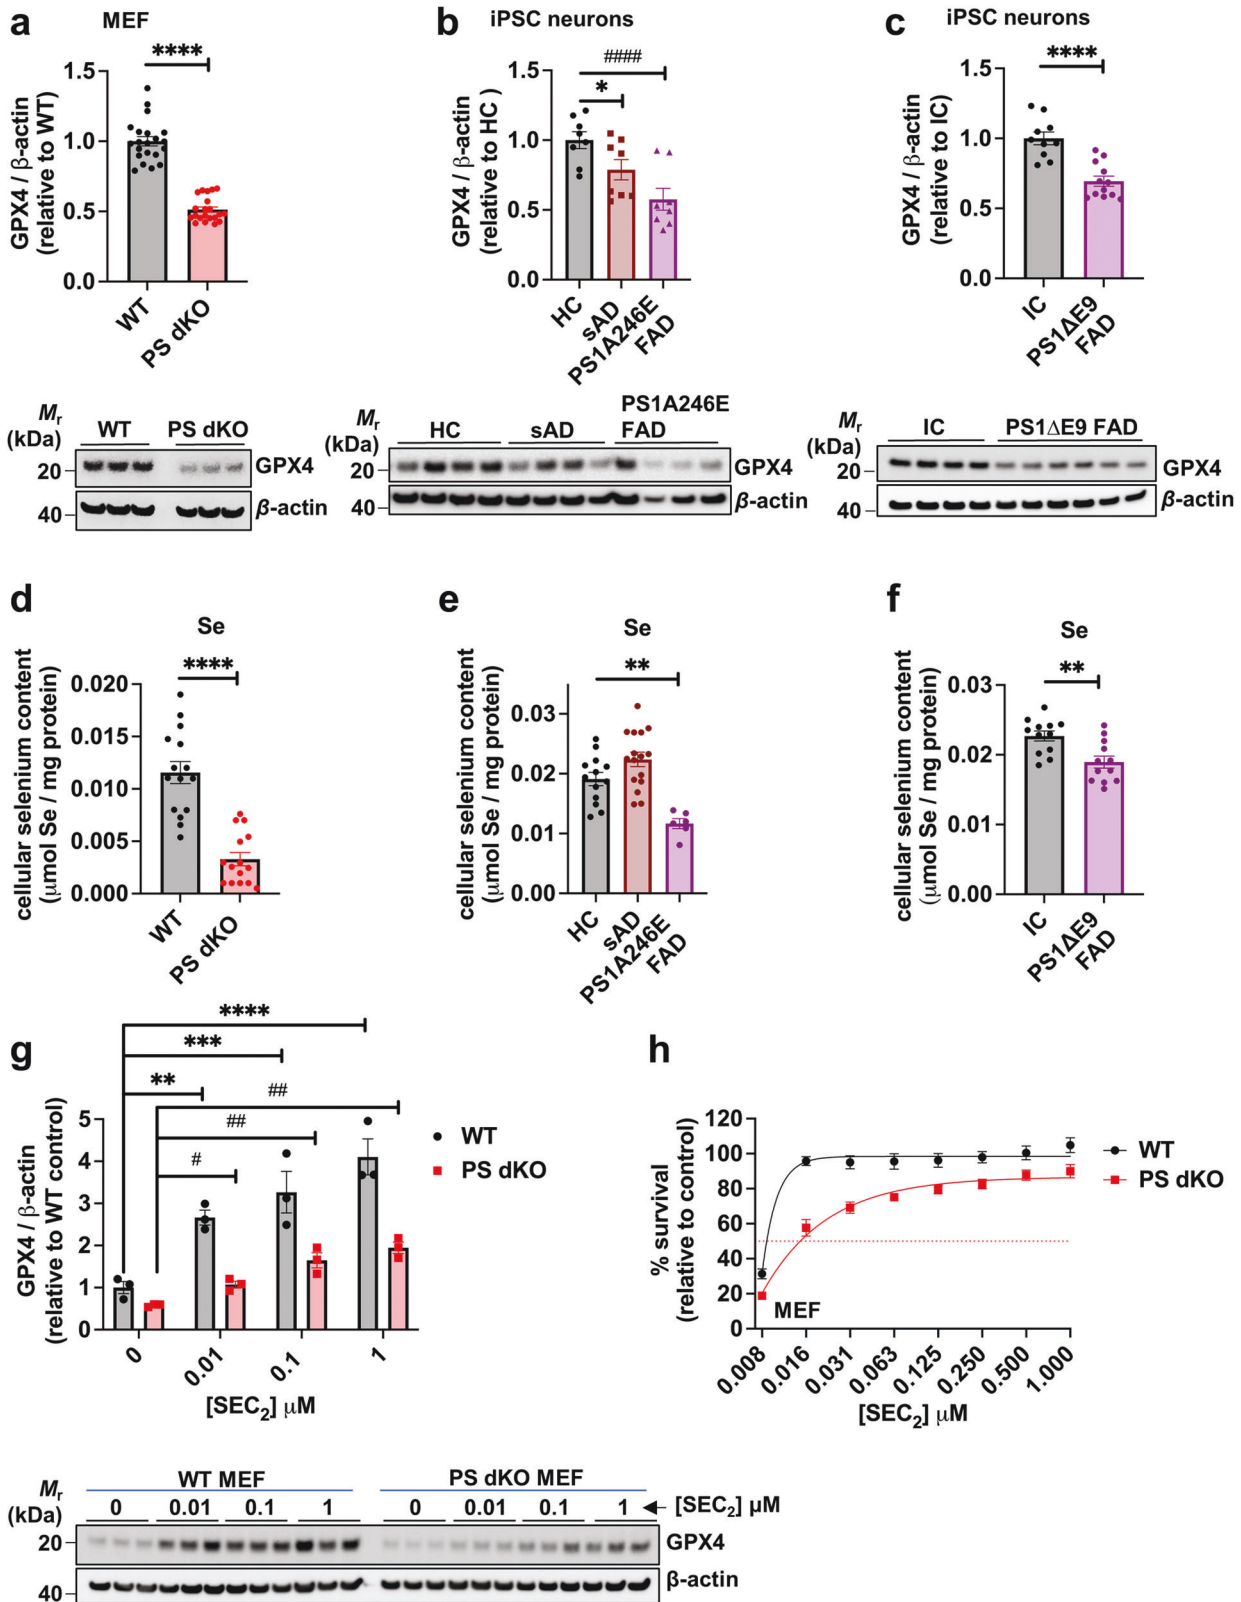 a
MEF
****
GPX4 / β-actin
(relative to WT)
1.5
1.0
0.5
0.0
WT
PS dKO
b
iPSC neurons
####
*
GPX4 / β-actin
(relative to HC )
1.5
1.0
0.5
0.0
HC
sAD
PS1A246E
FAD
c
iPSC neurons
****
GPX4 / β-actin
(relative to IC)
1.5
1.0
0.5
0.0
IC
PS1ΔE9
FAD
Mr
(kDa)
WT PS dKO
20
GPX4
40
β-actin
Mr
(kDa)
HC sAD PS1A246E
FAD
20
GPX4
40
β-actin
Mr
(kDa)
IC PS1ΔE9 FAD
20
GPX4
40
β-actin
d
Se
****
cellular selenium content
(μmol Se / mg protein)
0.020
0.015
0.010
0.005
0.000
WT
PS dKO
e
Se
**
cellular selenium content
(μmol Se / mg protein)
0.03
0.02
0.01
0.00
HC
sAD
PS1A246E
FAD
f
Se
**
cellular selenium content
(μmol Se / mg protein)
0.03
0.02
0.01
0.00
IC
PS1ΔE9
FAD
g
****
***
**
##
##
#
GPX4 / β-actin
(relative to WT control)
5
4
3
2
1
0
WT
PS dKO
0
0.01
0.1
1
[SEC2] μM
h
% survival
(relative to control)
120
100
80
60
40
20
0
WT
PS dKO
MEF
0.008
0.016
0.031
0.063
0.125
0.250
0.500
1.000
[SEC2] μM
Mr
(kDa)
WT MEF PS dKO MEF
0 0.01 0.1 1 0 0.01 0.1 1 [SEC2] μM
20
GPX4
40
β-actin